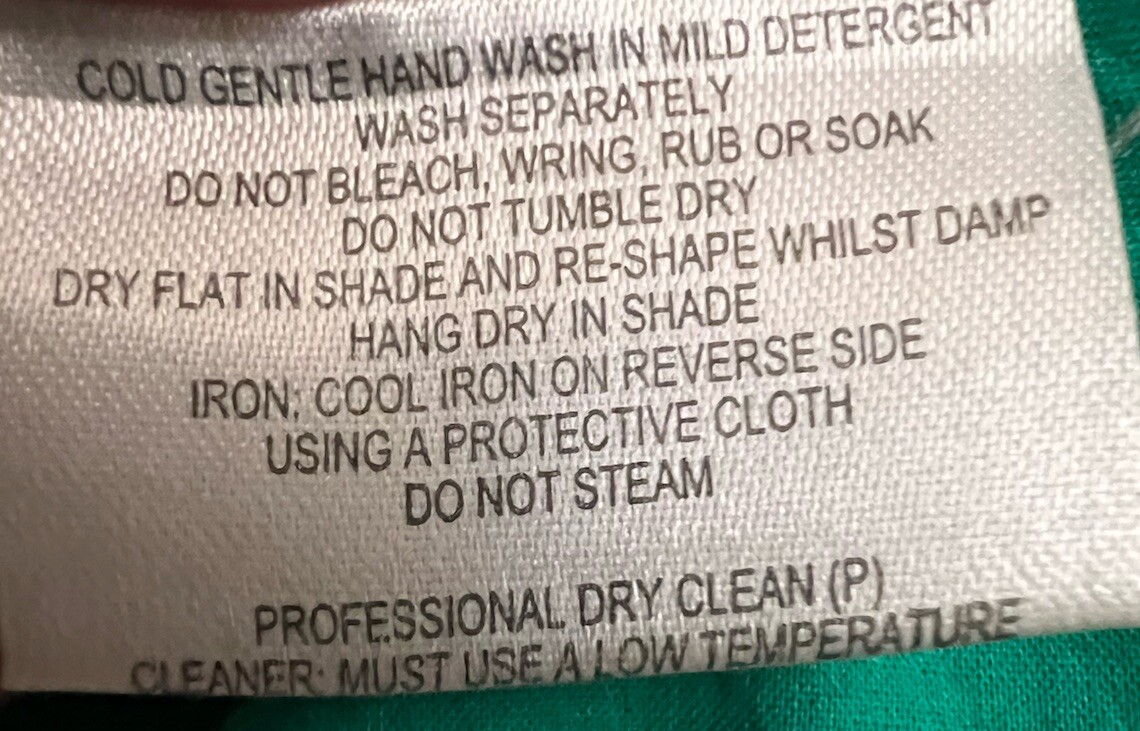 COLD GENTLE HAND WASH IN MILD DETERGENT
WASH SEPARATELY
DO NOT BLEACH, WRING, RUB OR SOAK
DO NOT TUMBLE DRY
DRY FLAT IN SHADE AND RE-SHAPE WHILST DAMP
HANG DRY IN SHADE
IRON: COOL IRON ON REVERSE SIDE
USING A PROTECTIVE CLOTH
DO NOT STEAM
PROFESSIONAL DRY CLEAN (P)
CLEANER: MUST USE A LOW TEMPERATURE